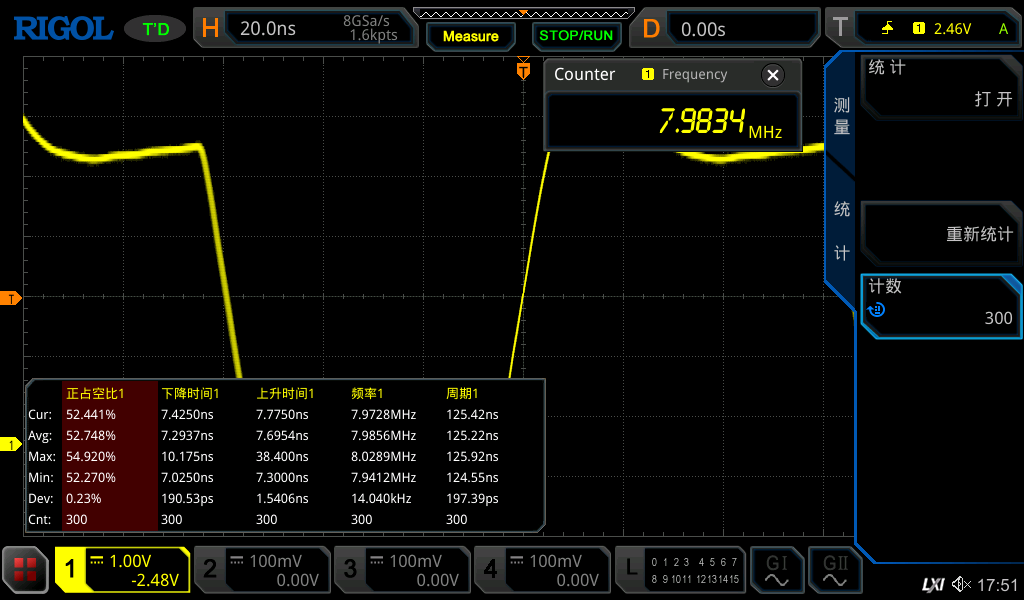 RIGOL T'D H 20.0ns 8GSa/s Measure STOP/RUN D 0.00s T 1 2.46V A
1.6kpts
T
Counter 1 Frequency
7.9834 MHz
测量
统计
统计
打开
重新统计
计数
300
T
1
正占空比1 下降时间1 上升时间1 频率1 周期1
Cur: 52.441% 7.4250ns 7.7750ns 7.9728MHz 125.42ns
Avg: 52.748% 7.2937ns 7.6954ns 7.9856MHz 125.22ns
Max: 54.920% 10.175ns 38.400ns 8.0289MHz 125.92ns
Min: 52.270% 7.0250ns 7.3000ns 7.9412MHz 124.55ns
Dev: 0.23% 190.53ps 1.5406ns 14.040kHz 197.39ps
Cnt: 300 300 300 300 300
1 1.00V 2 100mV 3 100mV 4 100mV L 0 1 2 3 4 5 6 7 GI GII
-2.48V 0.00V 0.00V 0.00V 8 9 10 11 12 13 14 15
LXI 17:51